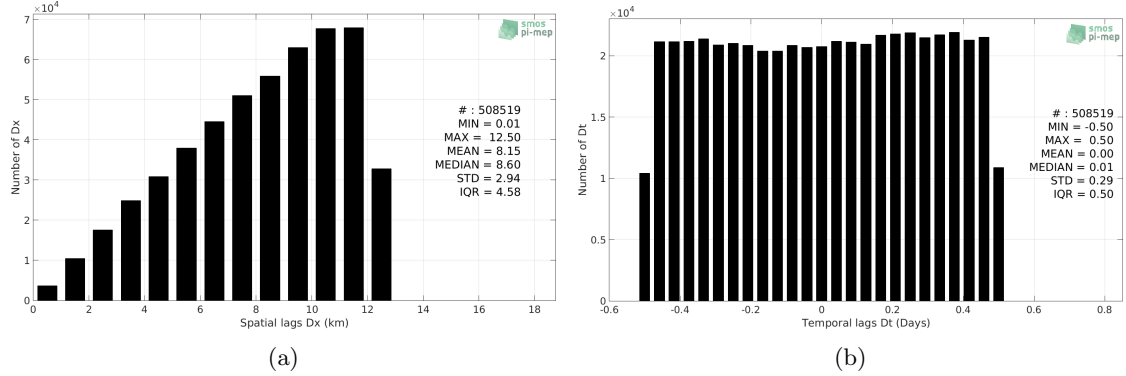 ×10⁴
7
6
5
4
3
2
1
0
Number of Dx
0 2 4 6 8 10 12 14 16 18
Spatial lags Dx (km)
smos
pi-mep
# : 508519
MIN = 0.01
MAX = 12.50
MEAN = 8.15
MEDIAN = 8.60
STD = 2.94
IQR = 4.58
(a)
×10⁴
2
1.5
1
0.5
0
Number of Dt
-0.6 -0.4 -0.2 0 0.2 0.4 0.6 0.8
Temporal lags Dt (Days)
smos
pi-mep
# : 508519
MIN = -0.50
MAX = 0.50
MEAN = 0.00
MEDIAN = 0.01
STD = 0.29
IQR = 0.50
(b)